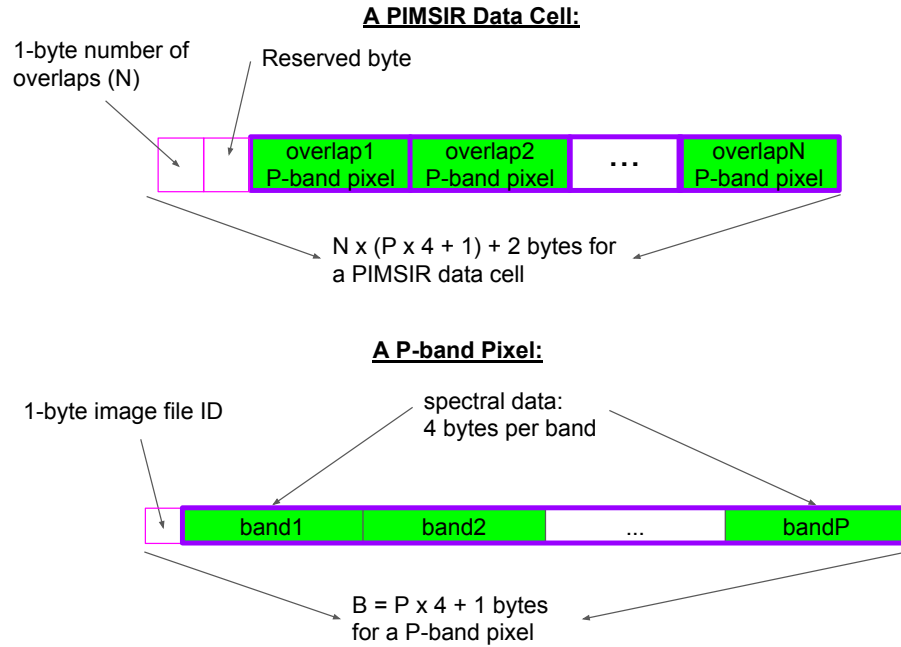 A PIMSIR Data Cell:
1-byte number of
overlaps (N)
Reserved byte
overlap1
P-band pixel
overlap2
P-band pixel
...
overlapN
P-band pixel
N x (P x 4 + 1) + 2 bytes for
a PIMSIR data cell
A P-band Pixel:
1-byte image file ID
spectral data:
4 bytes per band
band1
band2
...
bandP
B = P x 4 + 1 bytes
for a P-band pixel